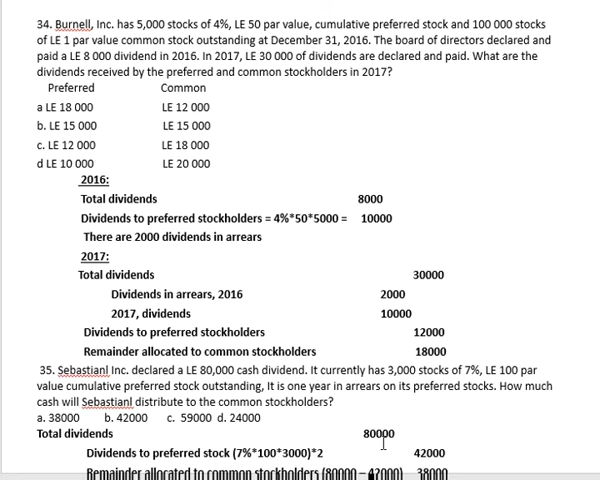 34. Burnell, Inc. has 5,000 stocks of 4%, LE 50 par value, cumulative preferred stock and 100 000 stocks
of LE 1 par value common stock outstanding at December 31, 2016. The board of directors declared and
paid a LE 8 000 dividend in 2016. In 2017, LE 30 000 of dividends are declared and paid. What are the
dividends received by the preferred and common stockholders in 2017?
Preferred Common
a LE 18 000 LE 12 000
b. LE 15 000 LE 15 000
c. LE 12 000 LE 18 000
d LE 10 000 LE 20 000
2016:
Total dividends 8000
Dividends to preferred stockholders = 4%*50*5000 = 10000
There are 2000 dividends in arrears
2017:
Total dividends 30000
Dividends in arrears, 2016 2000
2017, dividends 10000
Dividends to preferred stockholders 12000
Remainder allocated to common stockholders 18000
35. Sebastianl Inc. declared a LE 80,000 cash dividend. It currently has 3,000 stocks of 7%, LE 100 par
value cumulative preferred stock outstanding, It is one year in arrears on its preferred stocks. How much
cash will Sebastianl distribute to the common stockholders?
a. 38000 b. 42000 c. 59000 d. 24000
Total dividends 80000
Dividends to preferred stock (7%*100*3000)*2 42000
Remainder allocated to common stockholders (80000 – 42000) 38000